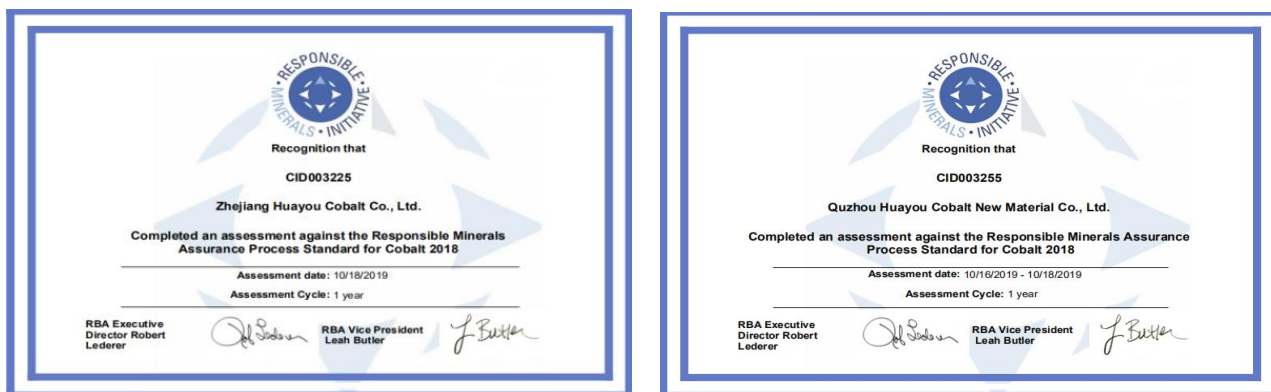 RESPONSIBLE • MINERALS • INITIATIVE •
Recognition that
CID003225
Zhejiang Huayou Cobalt Co., Ltd.
Completed an assessment against the Responsible Minerals
Assurance Process Standard for Cobalt 2018
Assessment date: 10/18/2019
Assessment Cycle: 1 year
RBA Executive
Director Robert
Lederer
RBA Vice President
Leah Butler
J Butler
RESPONSIBLE • MINERALS • INITIATIVE •
Recognition that
CID003255
Quzhou Huayou Cobalt New Material Co., Ltd.
Completed an assessment against the Responsible Minerals Assurance
Process Standard for Cobalt 2018
Assessment date: 10/16/2019 - 10/18/2019
Assessment Cycle: 1 year
RBA Executive
Director Robert
Lederer
RBA Vice President
Leah Butler
J Butler